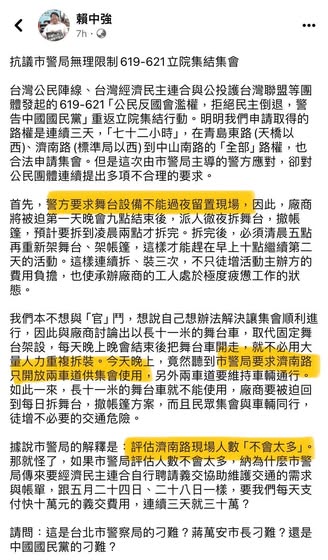 賴中強
7h
抗議市警局無理限制619-621立院集結集會
台灣公民陣線、台灣經濟民主連合與公投護台灣聯盟等團
體發起的619-621「公民反國會濫權，拒絕民主倒退，警
告中國國民黨」重返立院集結行動。明明我們申請取得的
路權是連續三天，「七十二小時」，在青島東路(天橋以
西)、濟南路(標準局以西)到中山南路的「全部」路權，也
合法申請集會。但是這次由市警局主導的警方應對，卻對
公民團體連續提出多項不合理的要求。
首先，警方要求舞台設備不能過夜留置現場，因此，廠商
將被迫第一天晚會九點結束後，派人徹夜拆舞台，撤帳
篷，預計要拆到凌晨兩點才拆完。拆完後，必須清晨五點
再重新架舞台、架帳篷，這樣才能趕在早上十點繼續第二
天的活動。這樣連續拆、裝三次，不只徒增活動主辦方的
費用負擔，也使承辦廠商的工人處於極度疲憊工作的狀
態。
我們本不想與「官」鬥，想說自己想辦法解決讓集會順利進
行，因此與廠商討論出以長十一米的舞台車，取代固定舞
台架設，每天晚上晚會結束後把舞台車開走，就不必用大
量人力重複拆裝。今天晚上，竟然聽到市警局要求濟南路
只開放兩車道供集會使用，另外兩車道要維持車輛通行。
如此一來，長十一米的舞台車就不能使用，廠商要被迫回
到每日拆舞台，撤帳篷方案，而且民眾集會與車輛同行，
徒增不必要的交通危險。
據說市警局的解釋是：評估濟南路現場人數「不會太多」。
那就怪了，如果市警局評估人數不會太多，納為什麼市警
局傳來要經濟民主連合自行聘請義交協助維護交通的需求
與帳單，跟五月二十四日、二十八日一樣，要我們每天支
付快十萬元的義交費用，連續三天就三十萬？
請問：這是台北市警察局的刁難？蔣萬安市長刁難？還是
中國國民黨的刁難？